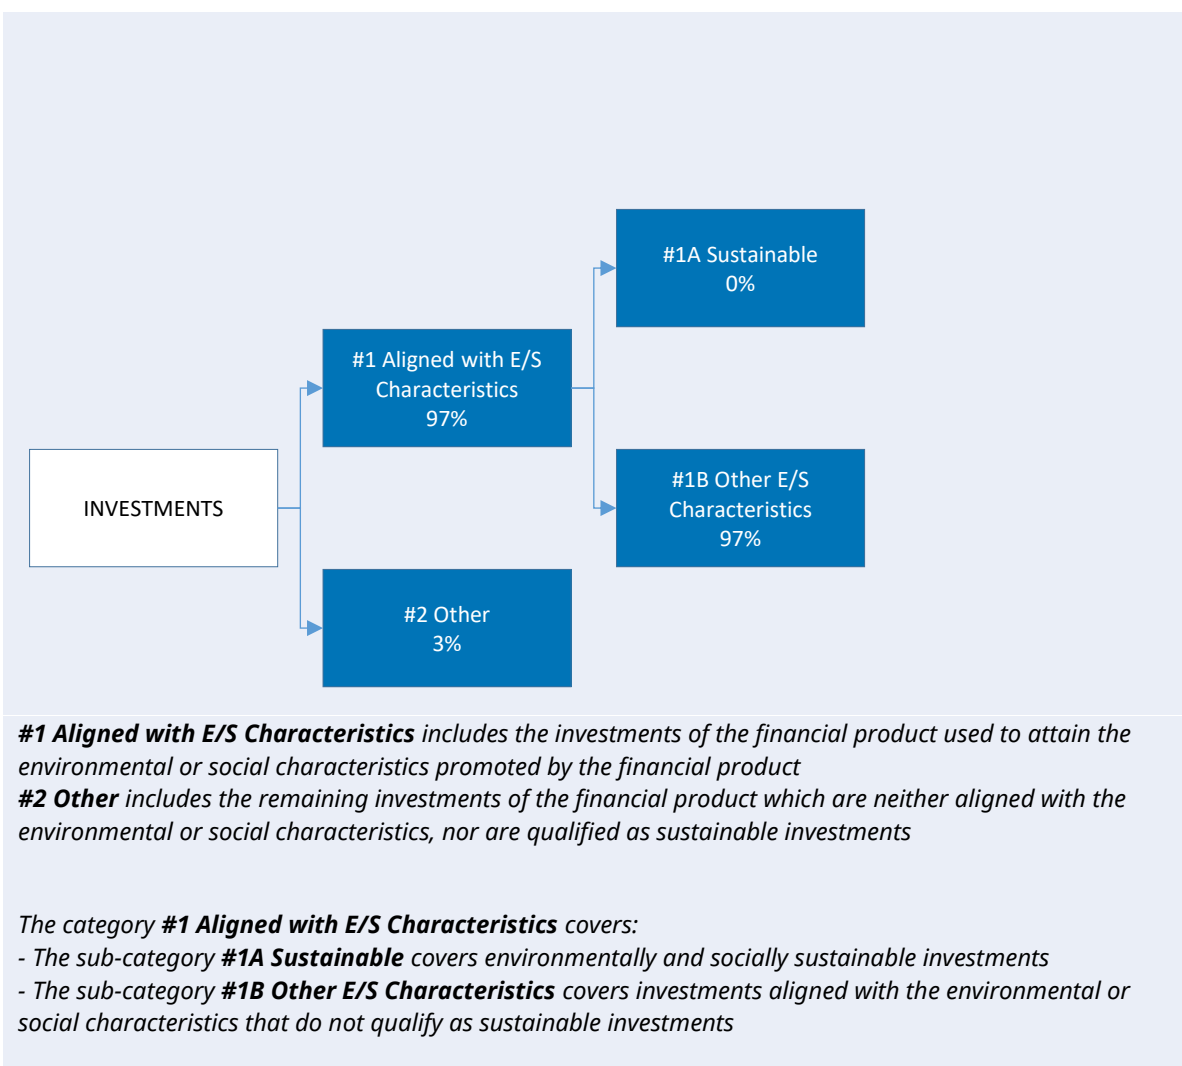 #1A Sustainable
0%
#1 Aligned with E/S
Characteristics
97%
INVESTMENTS
#1B Other E/S
Characteristics
97%
#2 Other
3%
#1 Aligned with E/S Characteristics includes the investments of the financial product used to attain the
environmental or social characteristics promoted by the financial product
#2 Other includes the remaining investments of the financial product which are neither aligned with the
environmental or social characteristics, nor are qualified as sustainable investments
The category #1 Aligned with E/S Characteristics covers:
- The sub-category #1A Sustainable covers environmentally and socially sustainable investments
- The sub-category #1B Other E/S Characteristics covers investments aligned with the environmental or
social characteristics that do not qualify as sustainable investments